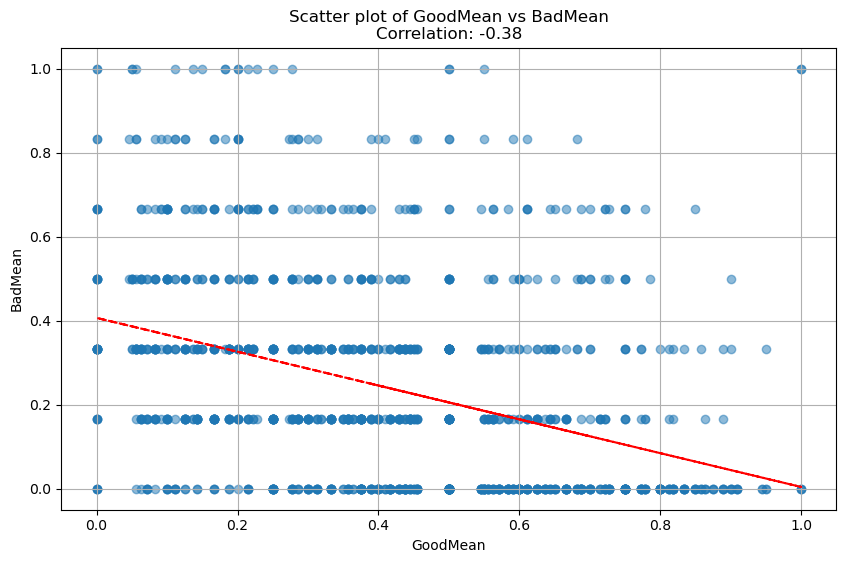 Scatter plot of GoodMean vs BadMean
Correlation: -0.38
1.0
0.8
0.6
0.4
0.2
0.0
BadMean
0.0 0.2 0.4 0.6 0.8 1.0
GoodMean